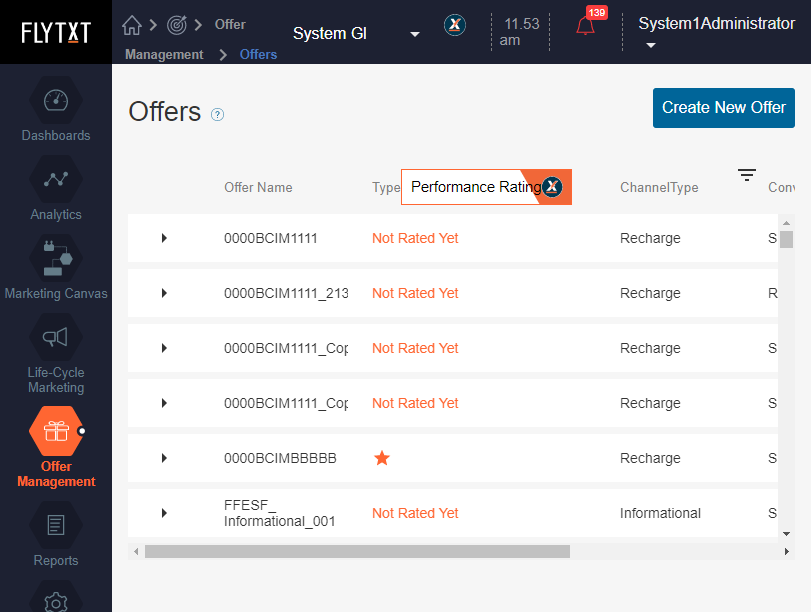 FLYTXT
Offer
Management
Offers
System GI
11.53
am
139
System1Administrator
Dashboards
Analytics
Marketing Canvas
Life-Cycle
Marketing
Offer
Management
Reports
Offers ?
Create New Offer
Offer Name Type Performance Rating X ChannelType Conv
0000BCIM1111 Not Rated Yet Recharge S
0000BCIM1111_213 Not Rated Yet Recharge R
0000BCIM1111_Cop Not Rated Yet Recharge S
0000BCIM1111_Cop Not Rated Yet Recharge S
0000BCIMBBBBB Recharge S
FFESF_
Informational_001 Not Rated Yet Informational S